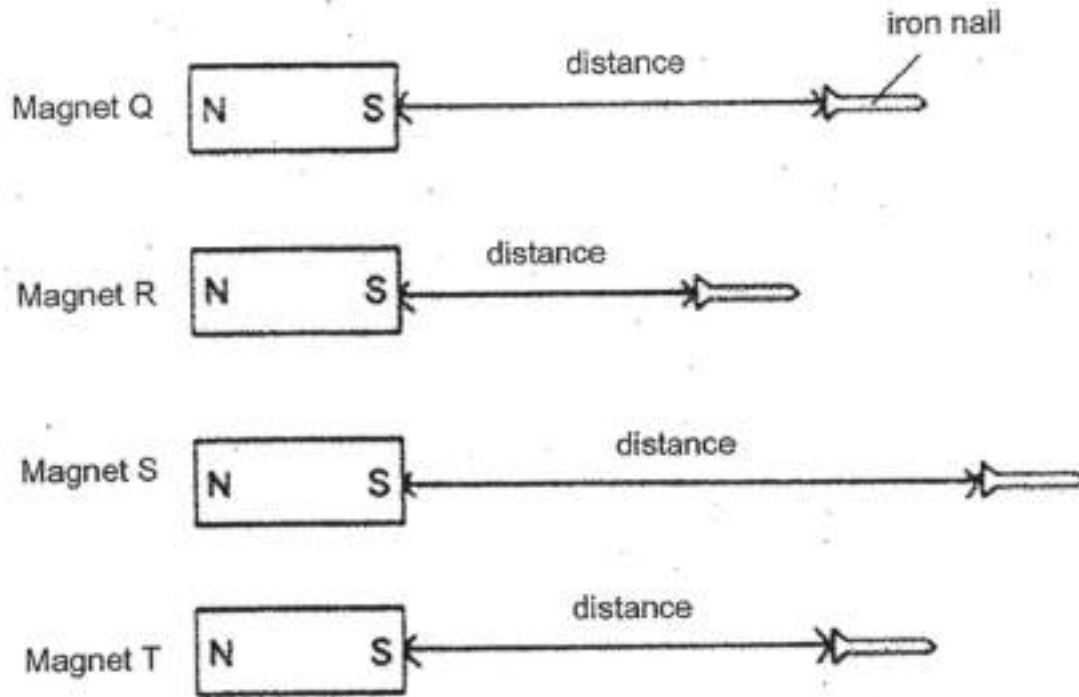 iron nail
distance
Magnet Q N S
distance
Magnet R N S
distance
Magnet S N S
distance
Magnet T N S